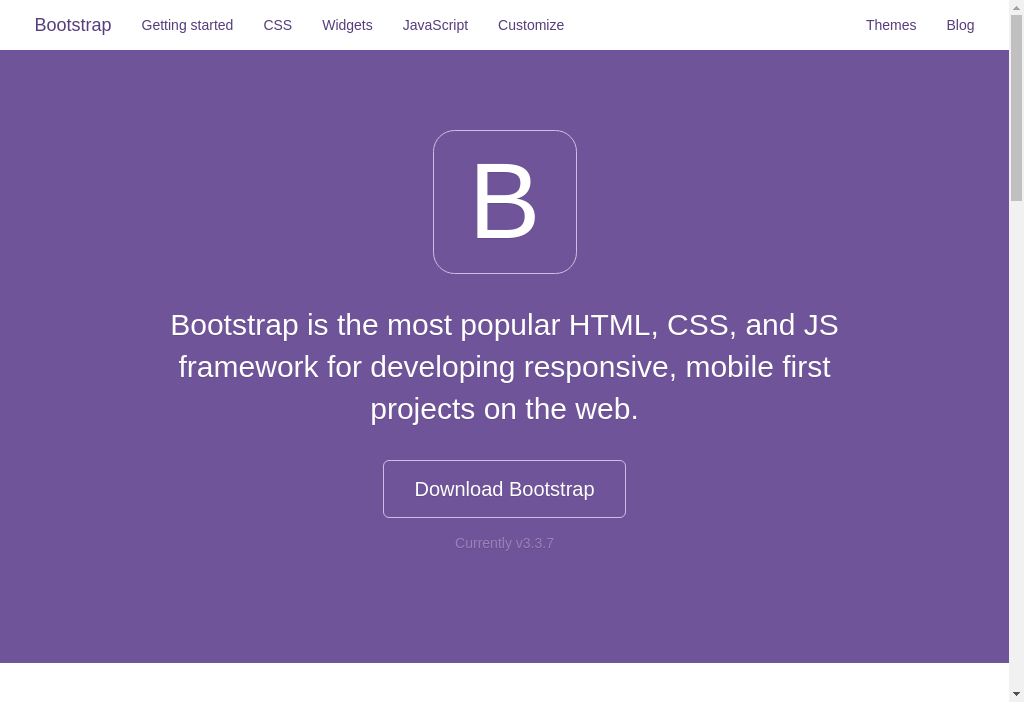 Bootstrap Getting started CSS Widgets JavaScript Customize Themes Blog
B
Bootstrap is the most popular HTML, CSS, and JS
framework for developing responsive, mobile first
projects on the web.
Download Bootstrap
Currently v3.3.7